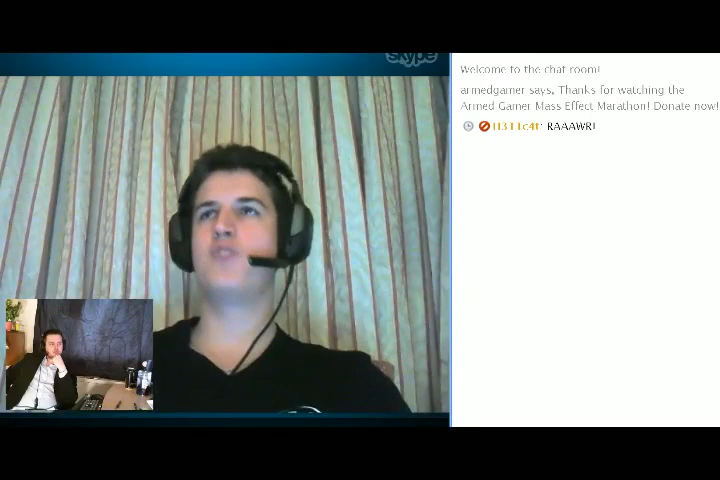 skype
Welcome to the chat room!
armedgamer says, Thanks for watching the
Armed Gamer Mass Effect Marathon! Donate now!
RAAAWR!